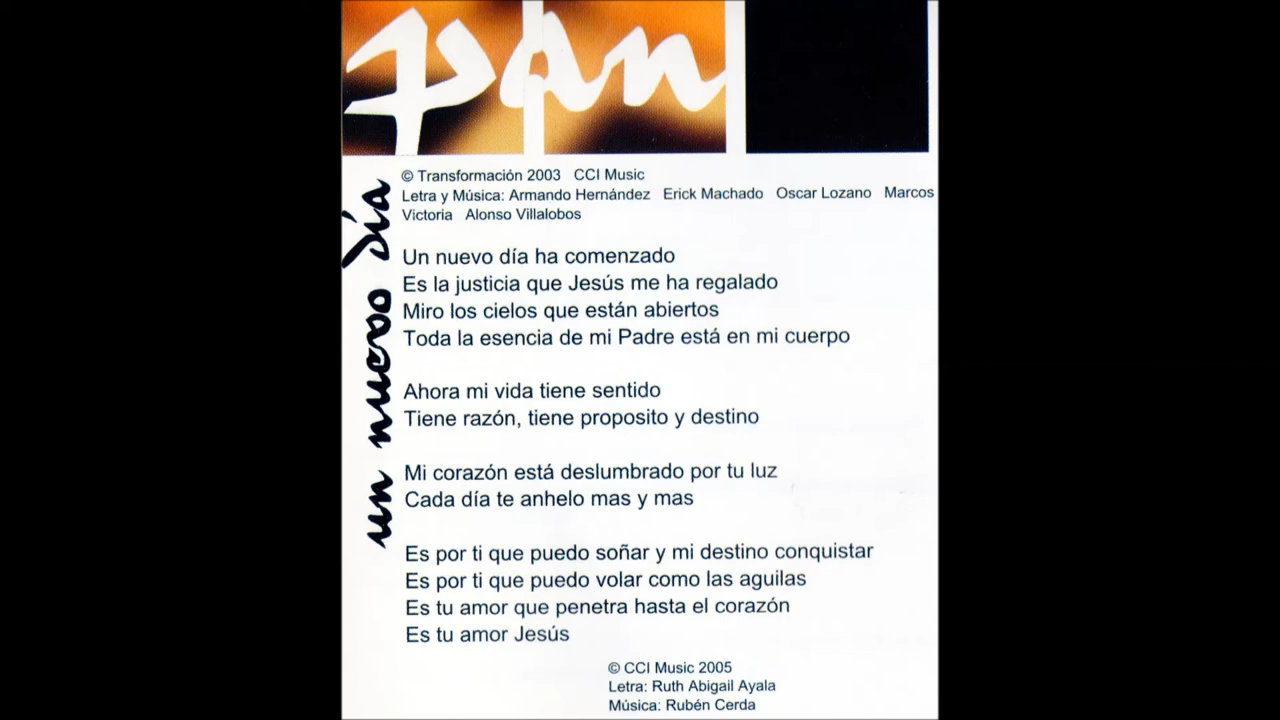 pan
© Transformación 2003 CCI Music
Letra y Música: Armando Hernández Erick Machado Oscar Lozano Marcos
Victoria Alonso Villalobos
un nuevo día
Un nuevo día ha comenzado
Es la justicia que Jesús me ha regalado
Miro los cielos que están abiertos
Toda la esencia de mi Padre está en mi cuerpo
Ahora mi vida tiene sentido
Tiene razón, tiene proposito y destino
Mi corazón está deslumbrado por tu luz
Cada día te anhelo mas y mas
Es por ti que puedo soñar y mi destino conquistar
Es por ti que puedo volar como las aguilas
Es tu amor que penetra hasta el corazón
Es tu amor Jesús
© CCI Music 2005
Letra: Ruth Abigail Ayala
Música: Rubén Cerda